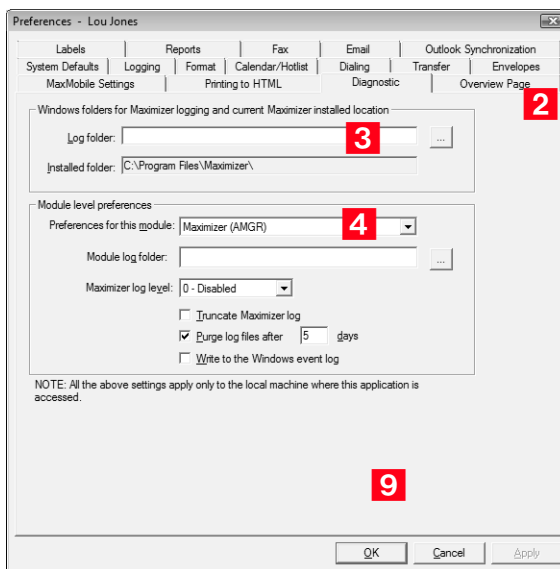 Preferences - Lou Jones
Labels Reports Fax Email Outlook Synchronization
System Defaults Logging Format Calendar/Hotlist Dialing Transfer Envelopes
MaxMobile Settings Printing to HTML Diagnostic Overview Page
2
Windows folders for Maximizer logging and current Maximizer installed location
Log folder: 3 ...
Installed folder: C:\Program Files\Maximizer\
Module level preferences
Preferences for this module: Maximizer (AMGR) 4
Module log folder: ...
Maximizer log level: 0 - Disabled
Truncate Maximizer log
Purge log files after 5 days
Write to the Windows event log
NOTE: All the above settings apply only to the local machine where this application is
accessed.
9
OK Cancel Apply